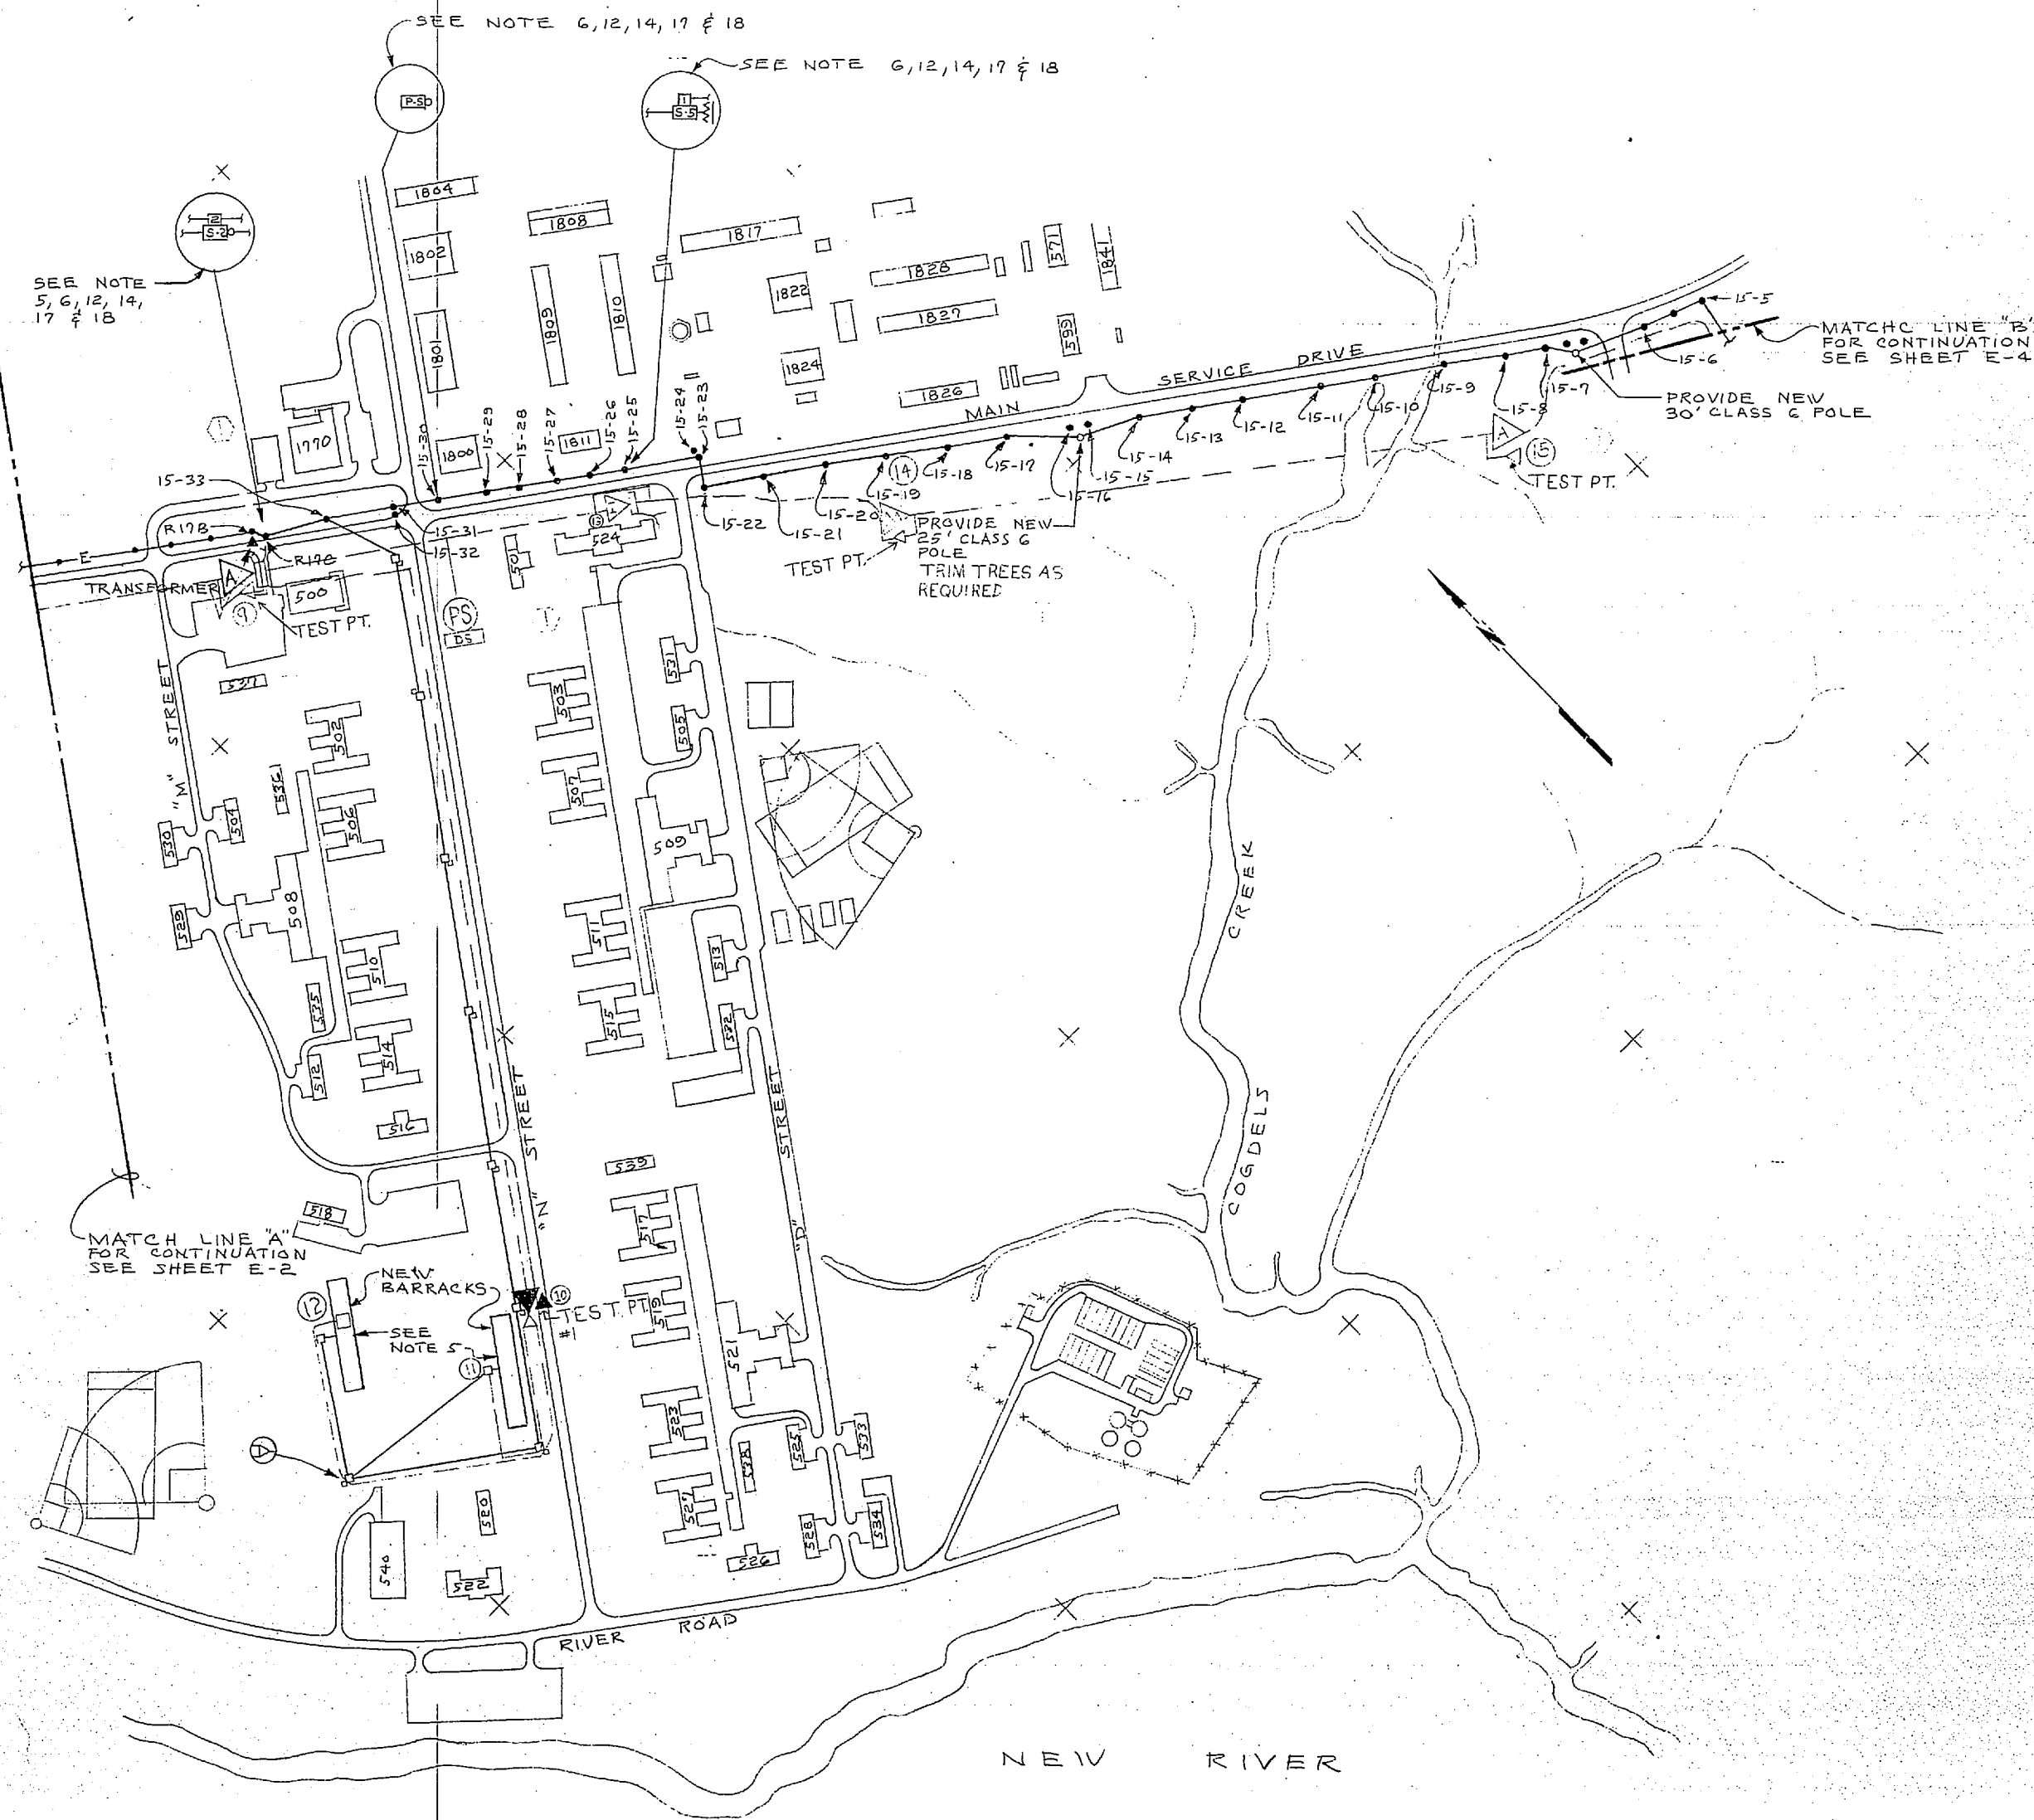 SEE NOTE 6,12,14,17 & 18
SEE NOTE 6,12,14,17 & 18
P-S
1
S-5
2
S-2
SEE NOTE
5, 6, 12, 14,
17 & 18
1804
1802
1801
1808
1809
1810
1817
1822
1824
1828
1827
1826
571
1841
599
1770
1800
1811
15-33
15-30
15-29
15-28
15-27
15-26
15-25
15-24
15-23
MAIN SERVICE DRIVE
15-5
MATCHC LINE "B"
FOR CONTINUATION
SEE SHEET E-4
15-6
15-7
PROVIDE NEW
30' CLASS 6 POLE
15-8
15-9
15-10
15-11
15-12
15-13
15-14
15-15
15-16
15-17
15-18
14
15-19
15-20
15-21
15-22
A
15
TEST PT.
PROVIDE NEW
25' CLASS 6
POLE
TRIM TREES AS
REQUIRED
TEST PT.
15-31
15-32
R17B
R17C
E
TRANSFORMER
A
9
TEST PT.
500
501
13
524
PS
DS
"M" STREET
537
502
536
506
504
530
508
529
510
535
514
512
516
518
503
507
531
505
509
511
513
515
532
"N" STREET
"D" STREET
539
517
519
521
523
525
533
538
527
528
534
526
COGDELS CREEK
MATCH LINE "A"
FOR CONTINUATION
SEE SHEET E-2
NEW
BARRACKS
12
SEE
NOTE 5
11
10
TEST PT.
#1
520
540
522
RIVER ROAD
NEW RIVER